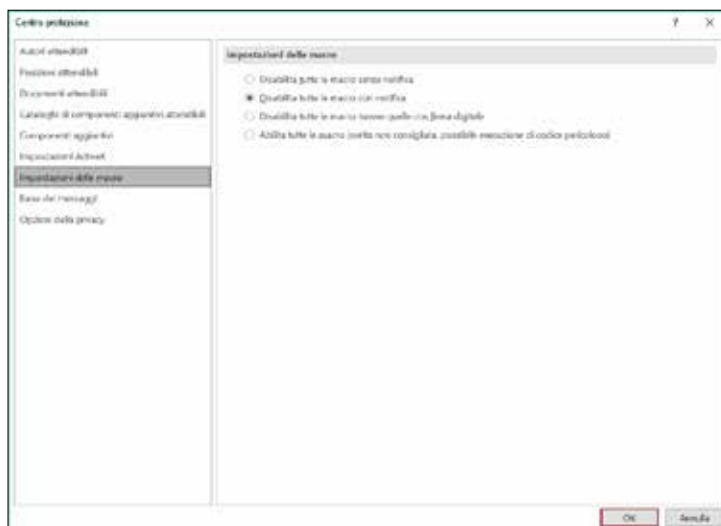 Centro protezione
? ×
Autori attendibili
Posizioni attendibili
Documenti attendibili
Cataloghi di componenti aggiuntivi attendibili
Componenti aggiuntivi
Impostazioni ActiveX
Impostazioni delle macro
Barra dei messaggi
Opzioni della privacy
Impostazioni delle macro
Disabilita tutte le macro senza notifica
Disabilita tutte le macro con notifica
Disabilita tutte le macro tranne quelle con firma digitale
Abilita tutte le macro (scelta non consigliata, possibile esecuzione di codice pericoloso)
OK
Annulla